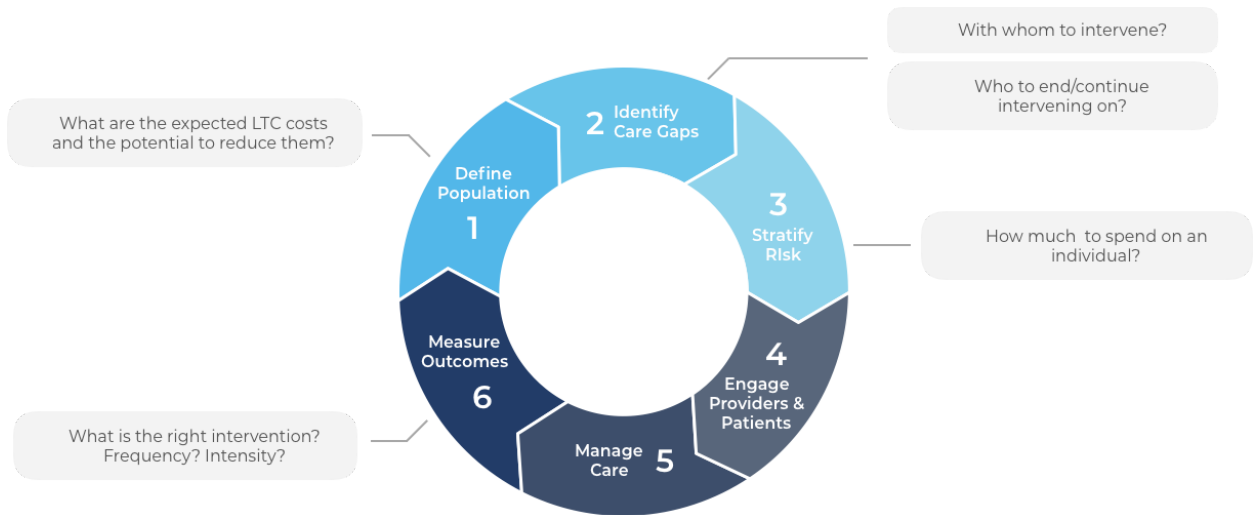 With whom to intervene?
Who to end/continue
intervening on?
What are the expected LTC costs
and the potential to reduce them?
2 Identify
Care Gaps
Define
Population
1
3
Stratify
RIsk
How much  to spend on an
individual?
Measure
Outcomes
6
4
Engage
Providers &
Patients
Manage
Care 5
What is the right intervention?
Frequency? Intensity?